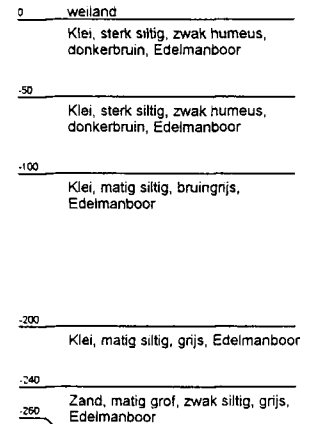 0 weiland
Klei, sterk siltig, zwak humeus,
donkerbruin, Edelmanboor
-50
Klei, sterk siltig, zwak humeus,
donkerbruin, Edelmanboor
-100
Klei, matig siltig, bruingrijs,
Edelmanboor
-200
Klei, matig siltig, grijs, Edelmanboor
-240
Zand, matig grof, zwak siltig, grijs,
-260 Edelmanboor